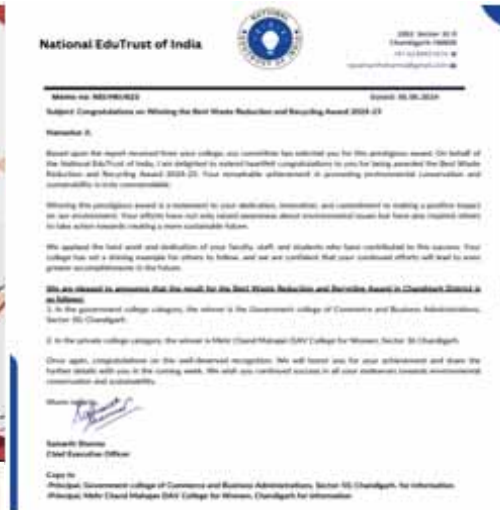 National EduTrust of India
NATIONAL
EDUTRUST OF INDIA
Chandigarh
Subject: Congratulations on Winning the Best Waste Reduction and Recycling Award 2024-25
Namaskar Ji,
Based upon the report received from your college, our committee has selected you for this prestigious award. On behalf of
the National EduTrust of India, I am delighted to extend heartfelt congratulations to you for being awarded the Best Waste
Reduction and Recycling Award 2024-25. Your remarkable achievement in promoting environmental conservation and
sustainability is truly commendable.
Winning this prestigious award is a testament to your dedication, innovation, and commitment to making a positive impact
on our environment. Your efforts have not only raised awareness about environmental issues but have also inspired others
to take action towards creating a more sustainable future.
We applaud the hard work and dedication of your faculty, staff, and students who have contributed to this success. Your
college has set a shining example for others to follow, and we are confident that your continued efforts will lead to even
greater accomplishments in the future.
We are pleased to announce that the result for the Best Waste Reduction and Recycling Award in Chandigarh District is
as follows:
1. In the government college category, the winner is the Government college of Commerce and Business Administrations,
Sector 50, Chandigarh.
2. In the private college category, the winner is Mehr Chand Mahajan DAV College for Women, Sector 36 Chandigarh.
Once again, congratulations on this well-deserved recognition. We will honor you for your achievement and share the
further details with you in the coming week. We wish you continued success in all your endeavors towards environmental
conservation and sustainability.
Warm
Samarth Sharma
Chief Executive Officer
Copy to
-Principal, Government college of Commerce and Business Administrations, Sector 50, Chandigarh, for information
-Principal, Mehr Chand Mahajan DAV College for Women, Chandigarh for information